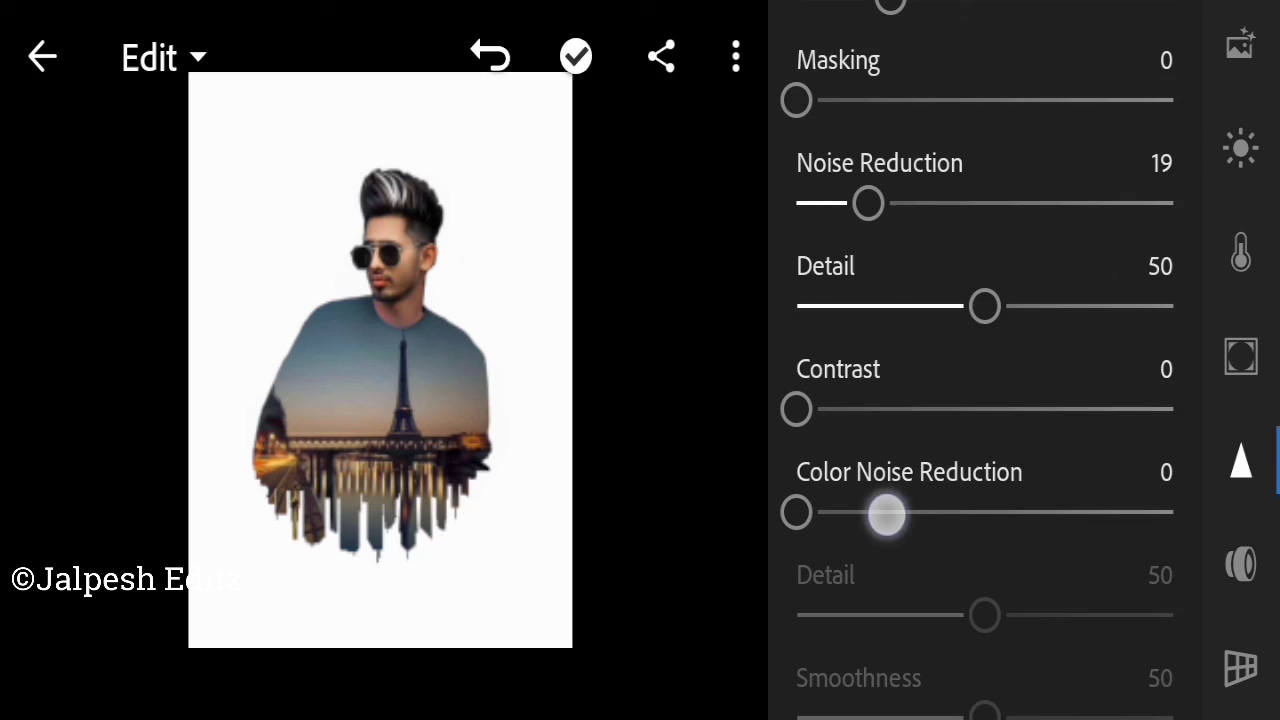 Edit
Masking 0
Noise Reduction 19
Detail 50
Contrast 0
Color Noise Reduction 0
Detail 50
Smoothness 50
©Jalpesh Editz